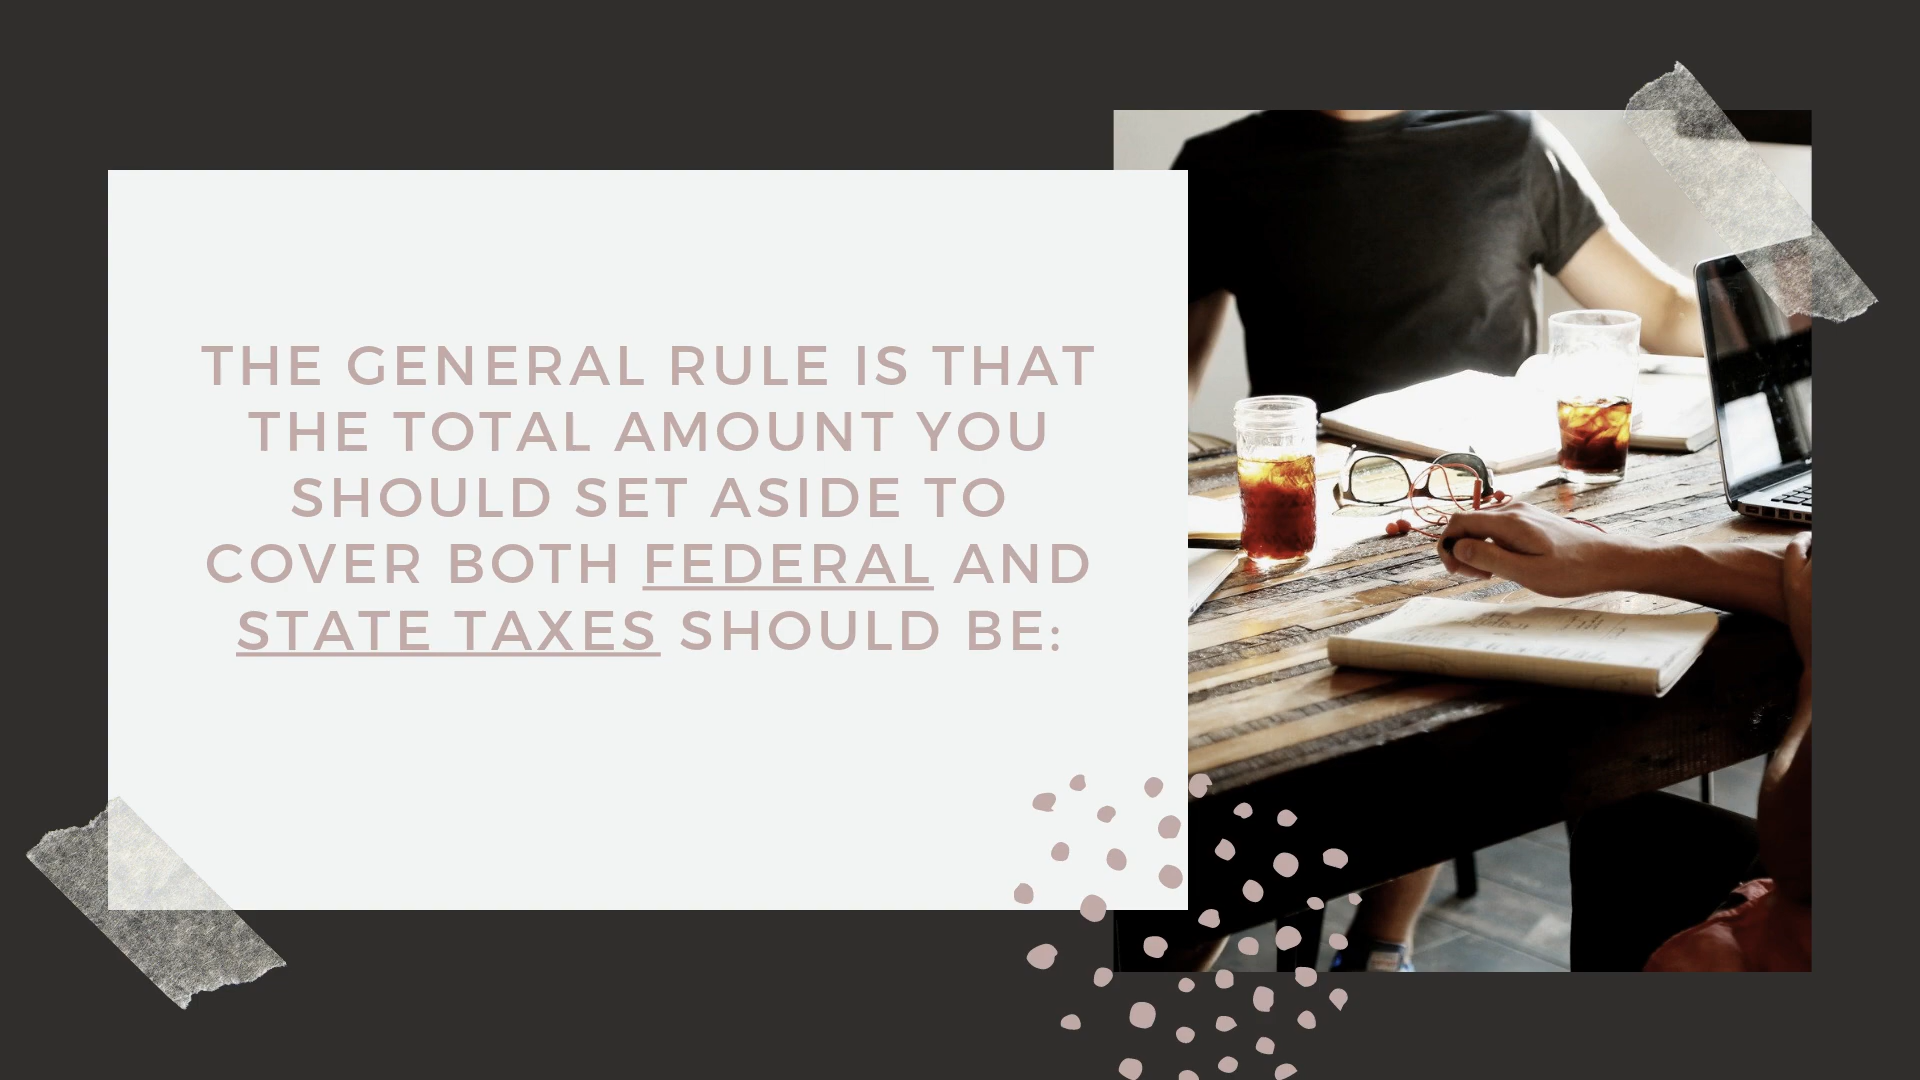 THE GENERAL RULE IS THAT
THE TOTAL AMOUNT YOU
SHOULD SET ASIDE TO
COVER BOTH FEDERAL AND
STATE TAXES SHOULD BE: